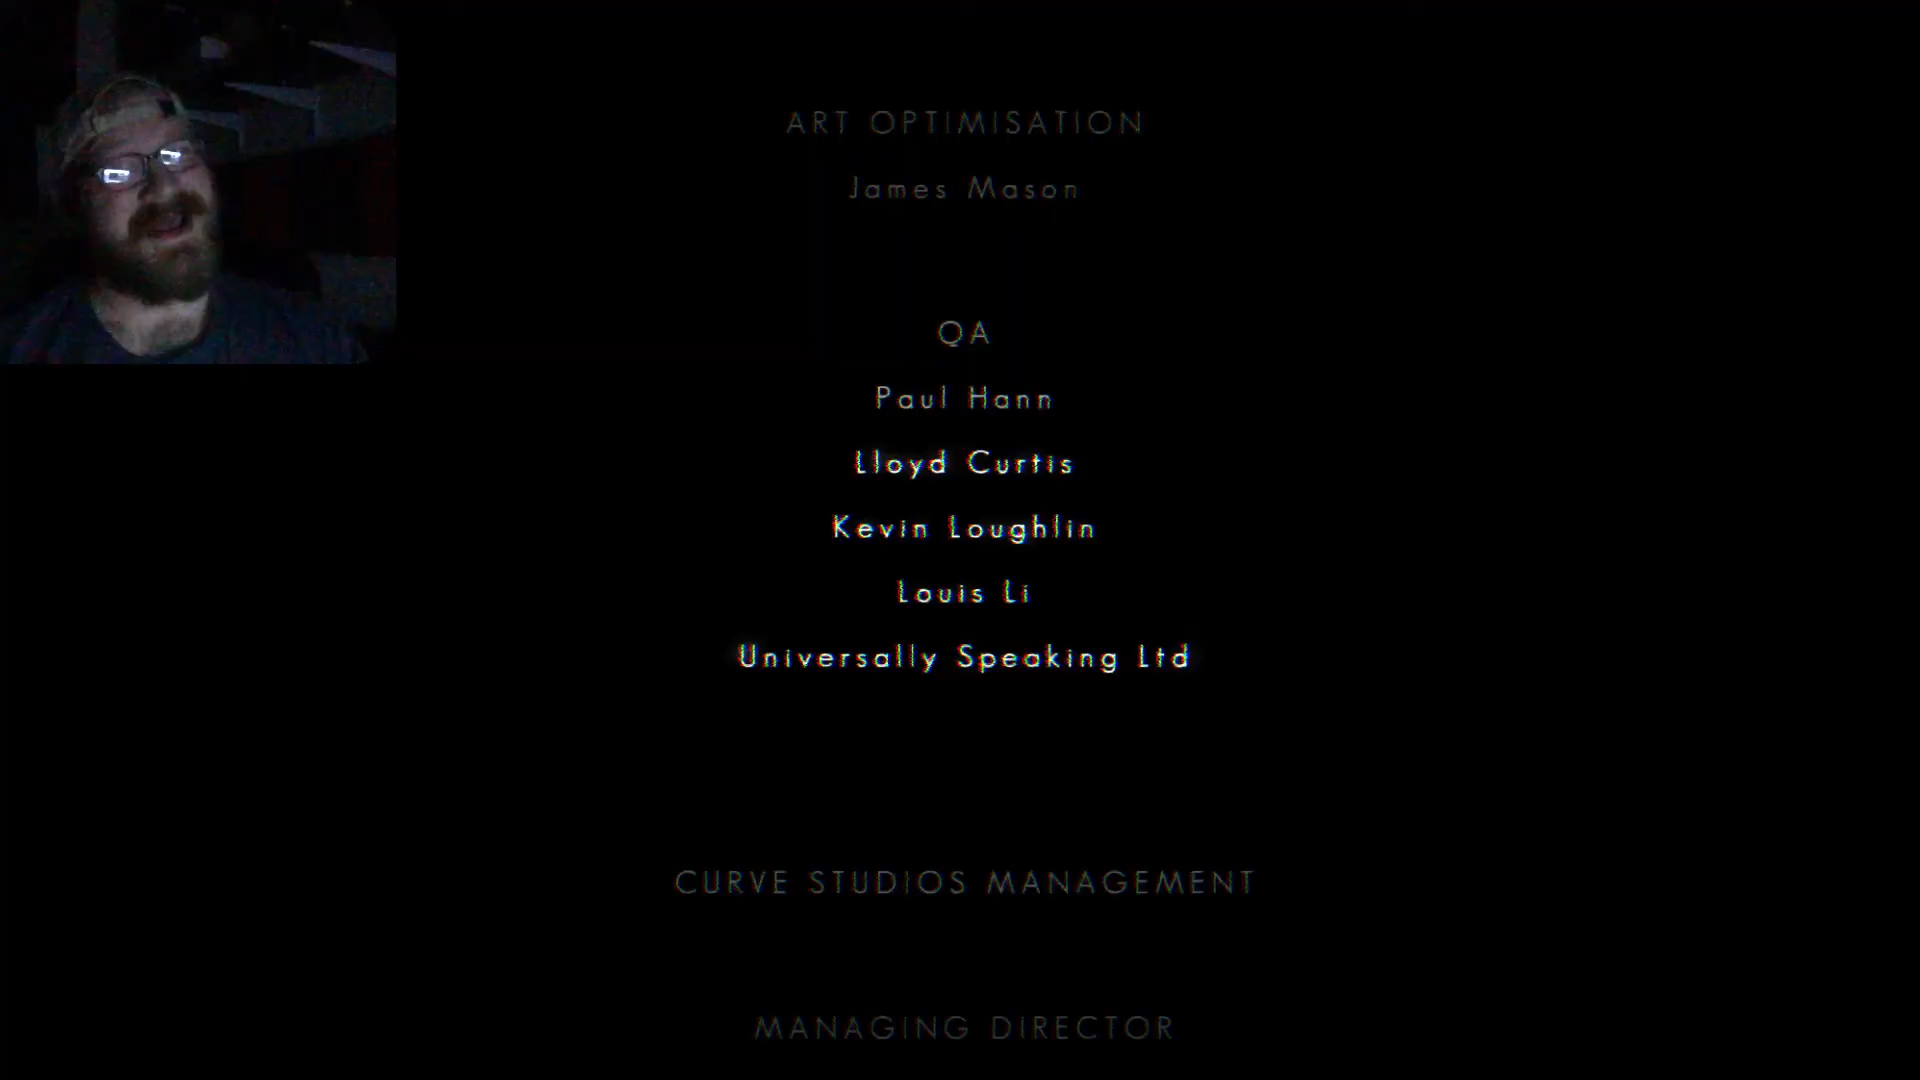 ART OPTIMISATION
James Mason
QA
Paul Hann
Lloyd Curtis
Kevin Loughlin
Louis Li
Universally Speaking Ltd
CURVE STUDIOS MANAGEMENT
MANAGING DIRECTOR